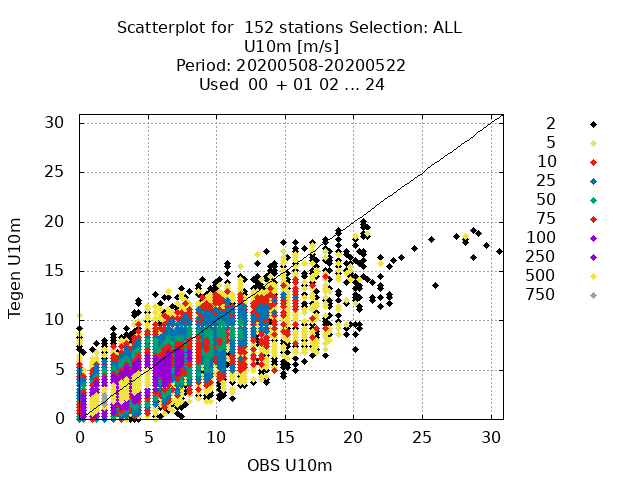 Scatterplot for  152 stations Selection: ALL
U10m [m/s]
Period: 20200508-20200522
Used  00 + 01 02 ... 24
30
25
20
15
10
5
0
Tegen U10m
0 5 10 15 20 25 30
OBS U10m
2
5
10
25
50
75
100
250
500
750